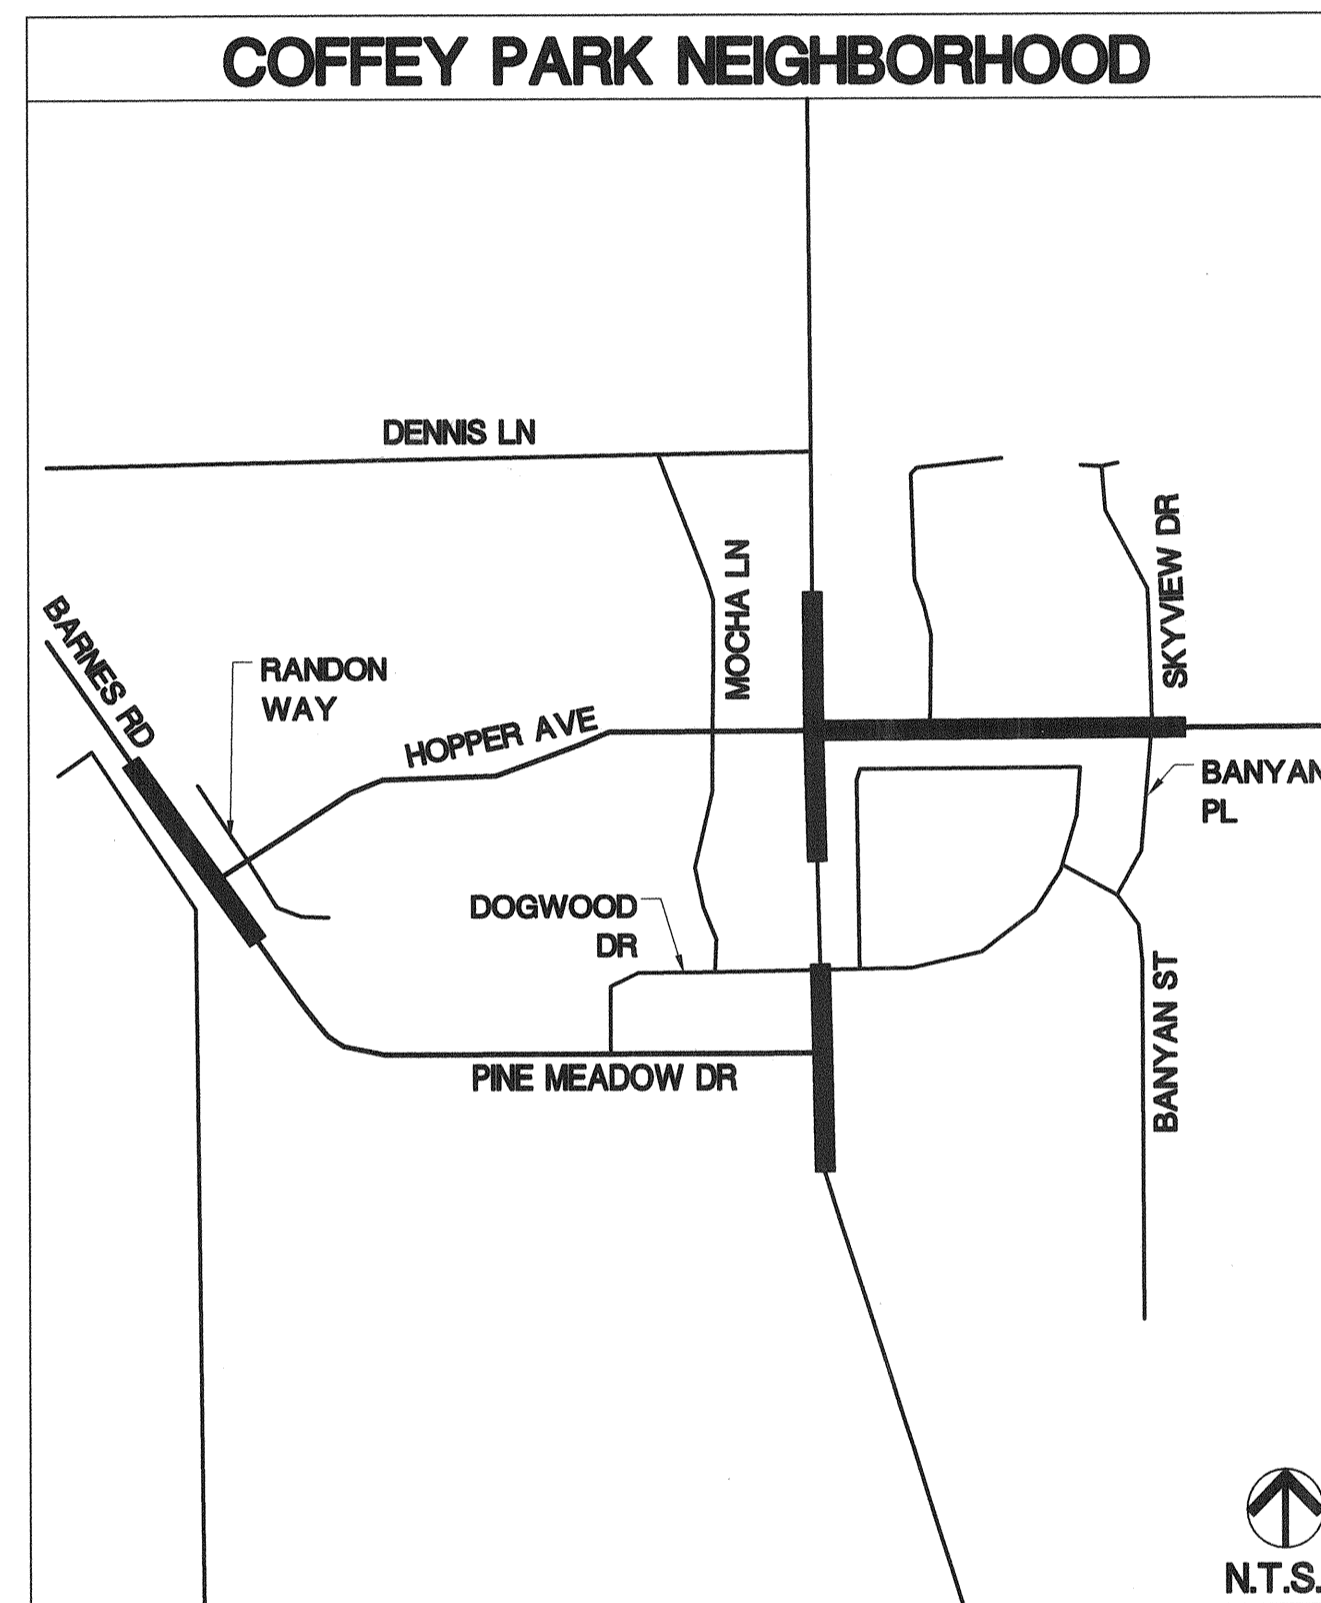 COFFEY PARK NEIGHBORHOOD
DENNIS LN
MOCHA LN
SKYVIEW DR
BARNES RD
RANDON
WAY
HOPPER AVE
BANYAN
PL
DOGWOOD
DR
BANYAN ST
PINE MEADOW DR
N.T.S.